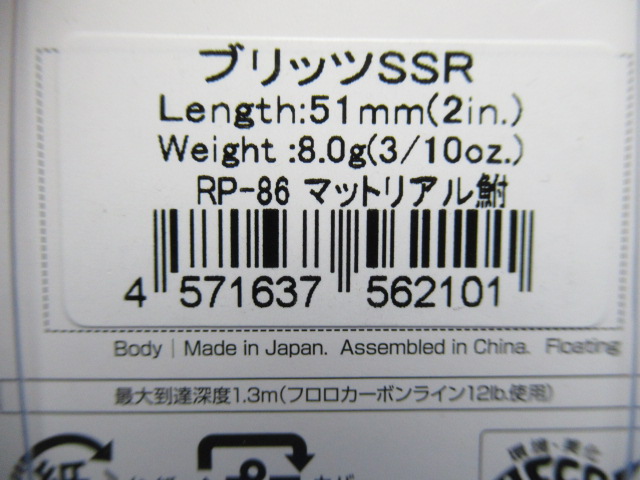 ブリッツSSR
Length:51mm(2in.)
Weight :8.0g(3/10oz.)
RP-86 マットリアル鮒
4 571637 562101
Body | Made in Japan. Assembled in China. Floating
最大到達深度1.3m(フロロカーボンライン12lb.使用)